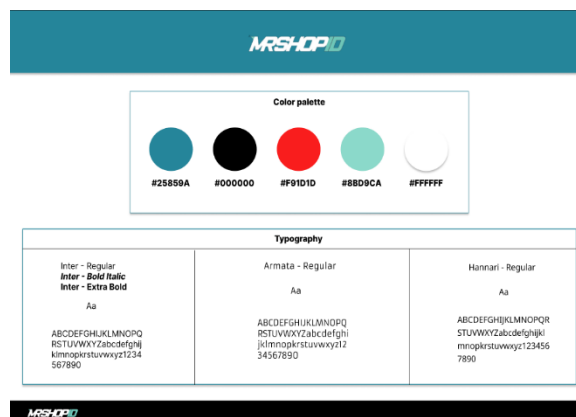 MRSHOPID
Color palette
#25859A
#000000
#F91D1D
#8BD9CA
#FFFFFF
Typography
Inter - Regular
Inter - Bold Italic
Inter - Extra Bold
Aa
ABCDEFGHIJKLMNOPQ
RSTUVWXYZabcdefghij
klmnopkrstuvwxyz1234
567890
Armata - Regular
Aa
ABCDEFGHIJKLMNOPQ
RSTUVWXYZabcdefghi
jklmnopkrstuvwxyz12
34567890
Hannari - Regular
Aa
ABCDEFGHIJKLMNOPQR
STUVWXYZabcdefghijkl
mnopkrstuvwxyz123456
7890
MRSHOPID